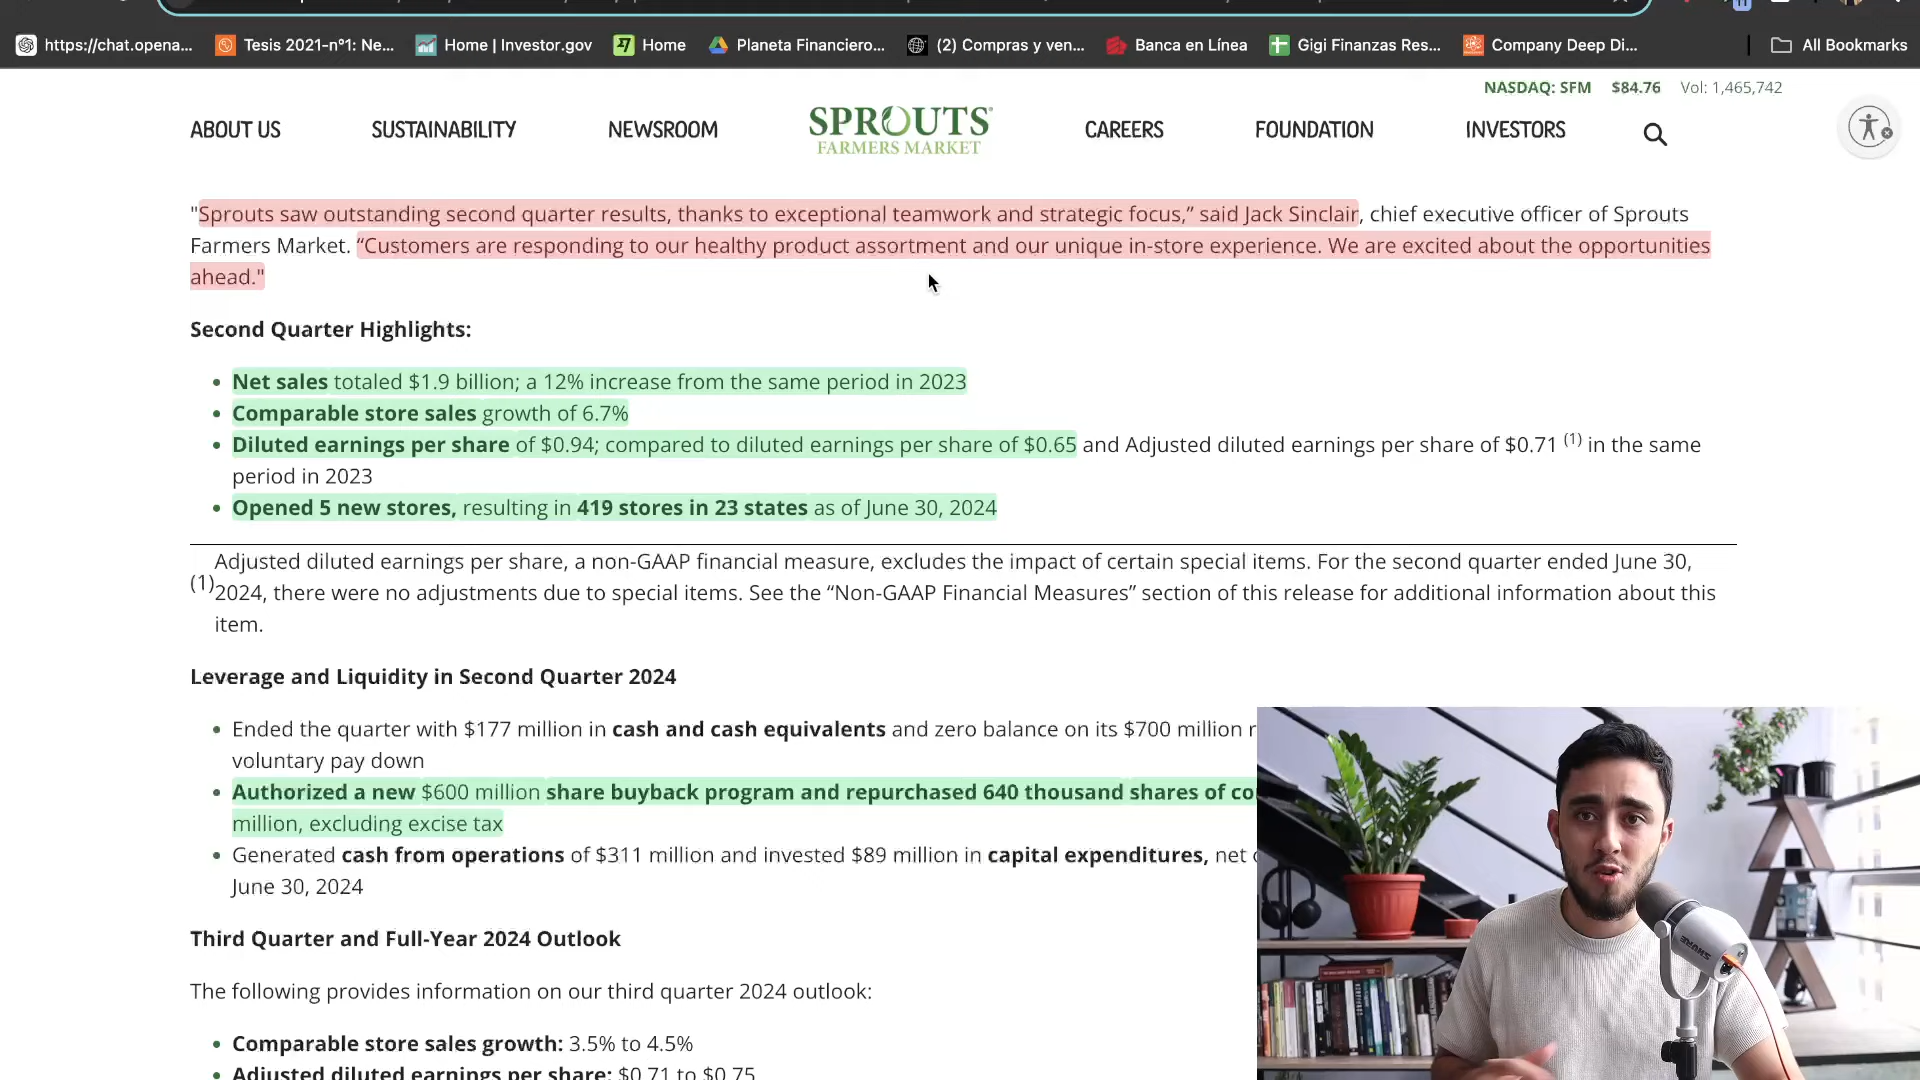 https://chat.opena...
Tesis 2021-n°1: Ne...
Home | Investor.gov
Home
Planeta Financiero...
(2) Compras y ven...
Banca en Línea
Gigi Finanzas Res...
Company Deep Di...
All Bookmarks
NASDAQ: SFM $84.76 Vol: 1,465,742
ABOUT US
SUSTAINABILITY
NEWSROOM
SPROUTS®
FARMERS MARKET
CAREERS
FOUNDATION
INVESTORS
"Sprouts saw outstanding second quarter results, thanks to exceptional teamwork and strategic focus,” said Jack Sinclair, chief executive officer of Sprouts
Farmers Market. “Customers are responding to our healthy product assortment and our unique in-store experience. We are excited about the opportunities
ahead."
Second Quarter Highlights:
• Net sales totaled $1.9 billion; a 12% increase from the same period in 2023
• Comparable store sales growth of 6.7%
• Diluted earnings per share of $0.94; compared to diluted earnings per share of $0.65 and Adjusted diluted earnings per share of $0.71 (1) in the same
period in 2023
• Opened 5 new stores, resulting in 419 stores in 23 states as of June 30, 2024
Adjusted diluted earnings per share, a non-GAAP financial measure, excludes the impact of certain special items. For the second quarter ended June 30,
(1) 2024, there were no adjustments due to special items. See the “Non-GAAP Financial Measures” section of this release for additional information about this
item.
Leverage and Liquidity in Second Quarter 2024
• Ended the quarter with $177 million in cash and cash equivalents and zero balance on its $700 million
voluntary pay down
• Authorized a new $600 million share buyback program and repurchased 640 thousand shares of
million, excluding excise tax
• Generated cash from operations of $311 million and invested $89 million in capital expenditures, net
June 30, 2024
Third Quarter and Full-Year 2024 Outlook
The following provides information on our third quarter 2024 outlook:
• Comparable store sales growth: 3.5% to 4.5%
• Adjusted diluted earnings per share: $0.71 to $0.75
SHURE